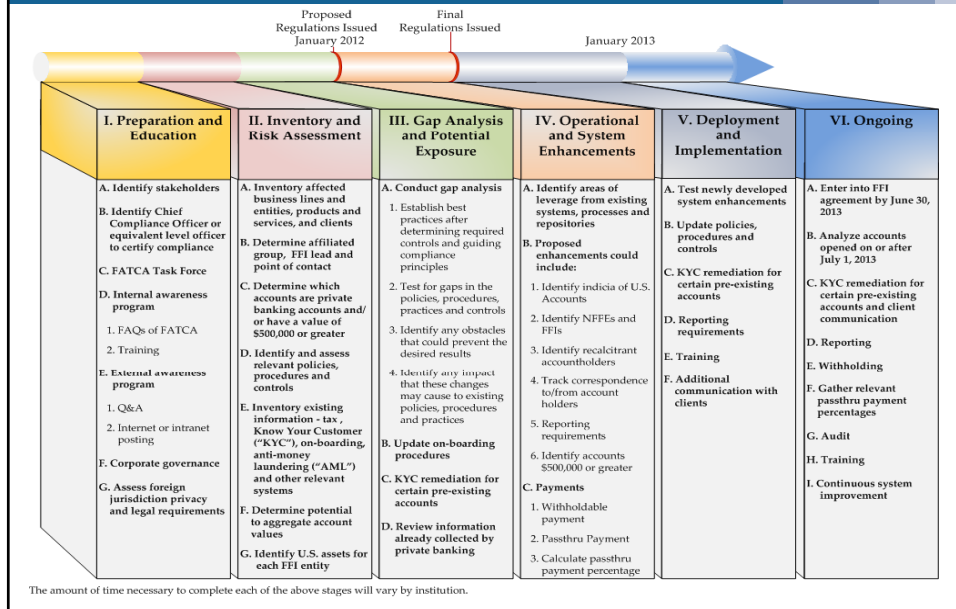 Proposed
Regulations Issued
January 2012
Final
Regulations Issued
January 2013
I. Preparation and
Education
A. Identify stakeholders
B. Identify Chief
Compliance Officer or
equivalent level officer
to certify compliance
C. FATCA Task Force
D. Internal awareness
program
1. FAQs of FATCA
2. Training
E. External awareness
program
1. Q&A
2. Internet or intranet
posting
F. Corporate governance
G. Assess foreign
jurisdiction privacy
and legal requirements
II. Inventory and
Risk Assessment
A. Inventory affected
business lines and
entities, products and
services, and clients
B. Determine affiliated
group, FFI lead and
point of contact
C. Determine which
accounts are private
banking accounts and/
or have a value of
$500,000 or greater
D. Identify and assess
relevant policies,
procedures and
controls
E. Inventory existing
information - tax ,
Know Your Customer
("KYC"), on-boarding,
anti-money
laundering ("AML")
and other relevant
systems
F. Determine potential
to aggregate account
values
G. Identify U.S. assets for
each FFI entity
III. Gap Analysis
and Potential
Exposure
A. Conduct gap analysis
1. Establish best
practices after
determining required
controls and guiding
compliance
principles
2. Test for gaps in the
policies, procedures,
practices and controls
3. Identify any obstacles
that could prevent the
desired results
4. Identify any impact
that these changes
may cause to existing
policies, procedures
and practices
B. Update on-boarding
procedures
C. KYC remediation for
certain pre-existing
accounts
D. Review information
already collected by
private banking
IV. Operational
and System
Enhancements
A. Identify areas of
leverage from existing
systems, processes and
repositories
B. Proposed
enhancements could
include:
1. Identify indicia of U.S.
Accounts
2. Identify NFFEs and
FFIs
3. Identify recalcitrant
accountholders
4. Track correspondence
to/from account
holders
5. Reporting
requirements
6. Identify accounts
$500,000 or greater
C. Payments
1. Withholdable
payment
2. Passthru Payment
3. Calculate passthru
payment percentage
V. Deployment
and
Implementation
A. Test newly developed
system enhancements
B. Update policies,
procedures and
controls
C. KYC remediation for
certain pre-existing
accounts
D. Reporting
requirements
E. Training
F. Additional
communication with
clients
VI. Ongoing
A. Enter into FFI
agreement by June 30,
2013
B. Analyze accounts
opened on or after
July 1, 2013
C. KYC remediation for
certain pre-existing
accounts and client
communication
D. Reporting
E. Withholding
F. Gather relevant
passthru payment
percentages
G. Audit
H. Training
I. Continuous system
improvement
The amount of time necessary to complete each of the above stages will vary by institution.